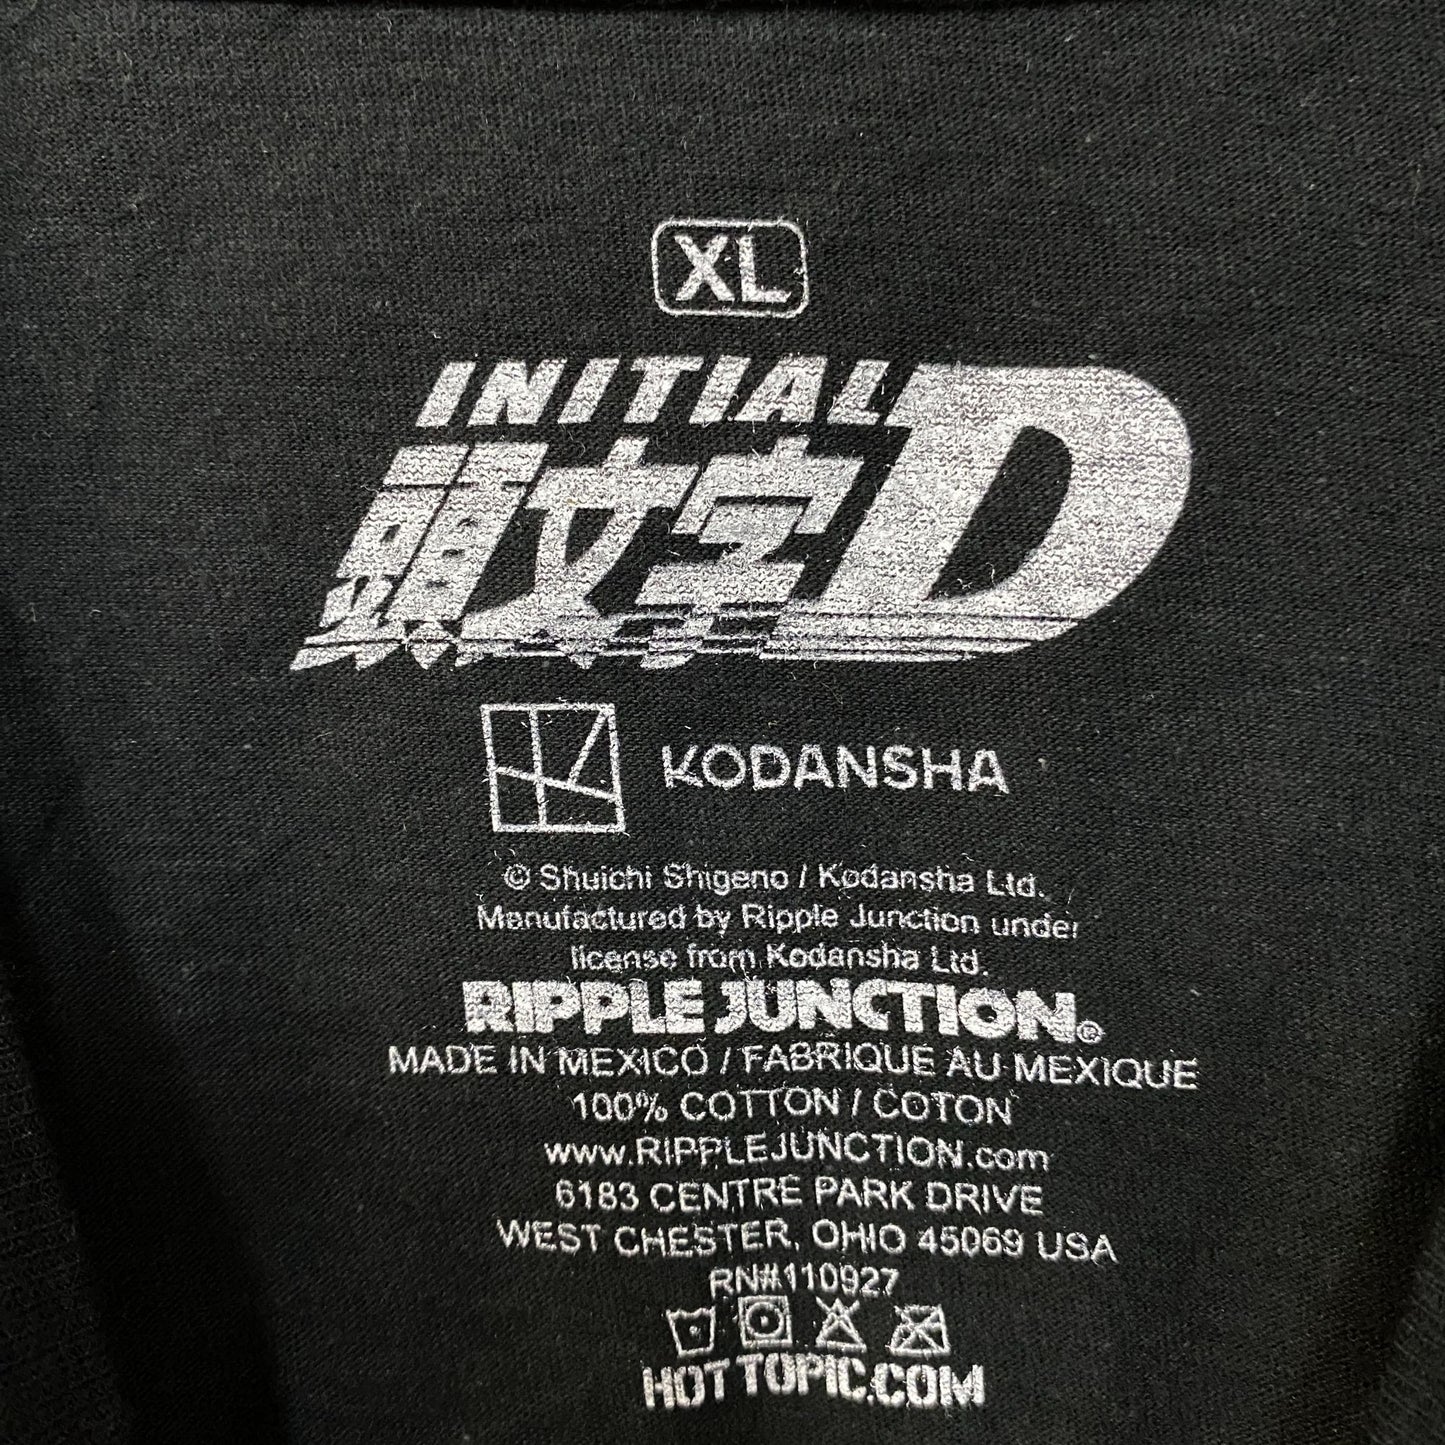 XL
INITIAL D
頭文字
KODANSHA
© Shuichi Shigeno / Kodansha Ltd.
Manufactured by Ripple Junction under
license from Kodansha Ltd.
RIPPLE JUNCTION®
MADE IN MEXICO / FABRIQUE AU MEXIQUE
100% COTTON / COTON
www.RIPPLEJUNCTION.com
6183 CENTRE PARK DRIVE
WEST CHESTER, OHIO 45069 USA
RN#110927
HOT TOPIC.COM